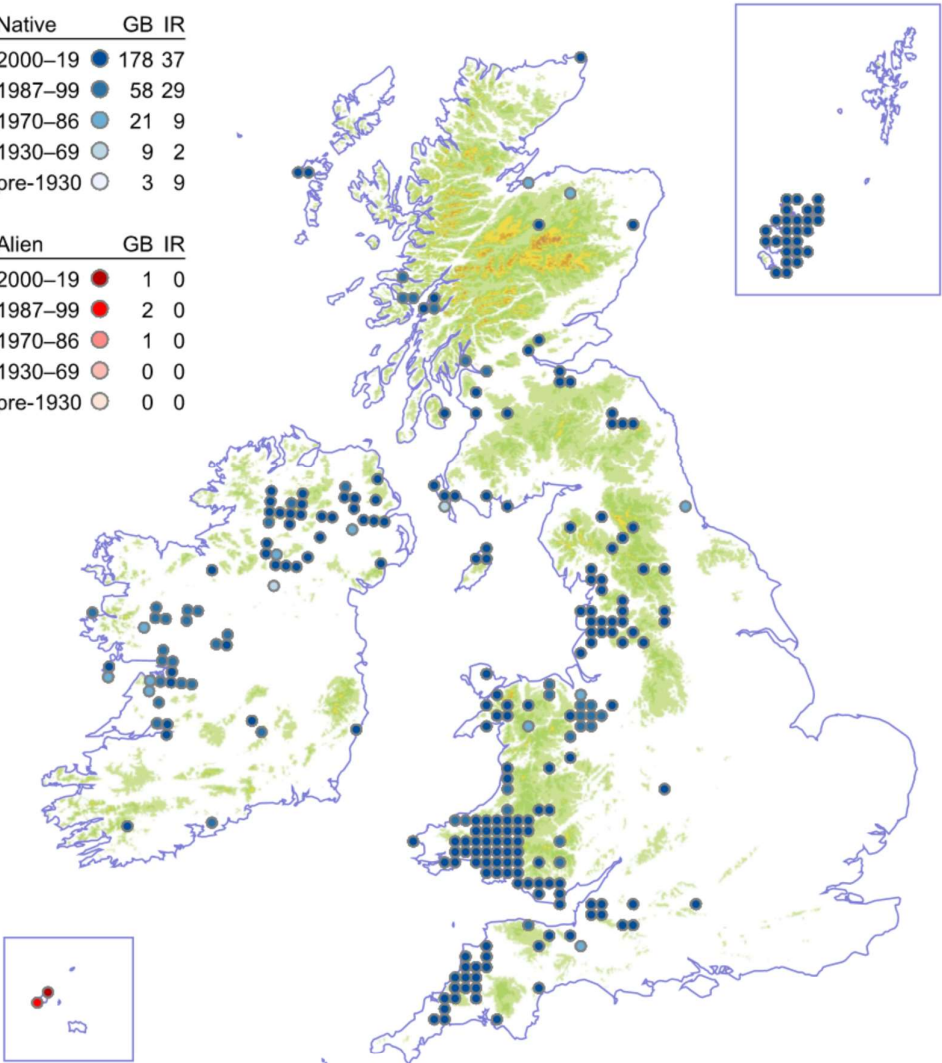 Native GB IR
2000–19 178 37
1987–99 58 29
1970–86 21 9
1930–69 9 2
pre-1930 3 9
Alien GB IR
2000–19 1 0
1987–99 2 0
1970–86 1 0
1930–69 0 0
pre-1930 0 0